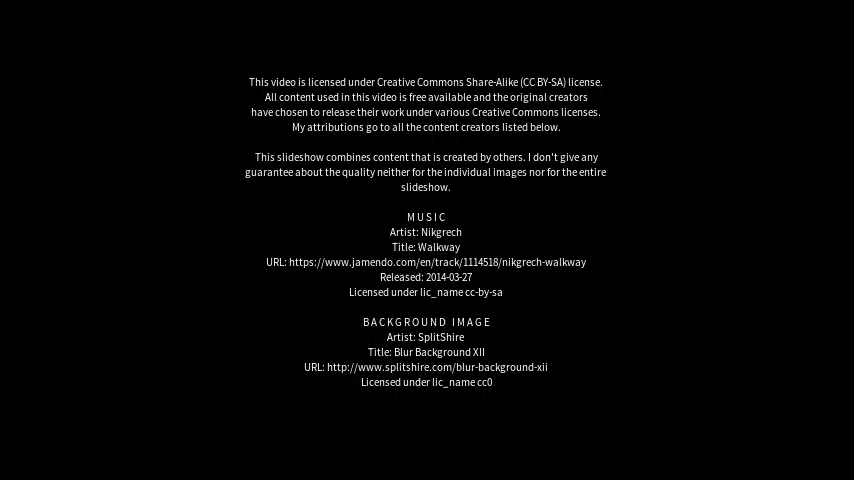 This video is licensed under Creative Commons Share-Alike (CC BY-SA) license.
All content used in this video is free available and the original creators
have chosen to release their work under various Creative Commons licenses.
My attributions go to all the content creators listed below.
This slideshow combines content that is created by others. I don't give any
guarantee about the quality neither for the individual images nor for the entire
slideshow.
M U S I C
Artist: Nikgrech
Title: Walkway
URL: https://www.jamendo.com/en/track/1114518/nikgrech-walkway
Released: 2014-03-27
Licensed under lic_name cc-by-sa
B A C K G R O U N D  I M A G E
Artist: SplitShire
Title: Blur Background XII
URL: http://www.splitshire.com/blur-background-xii
Licensed under lic_name cc0